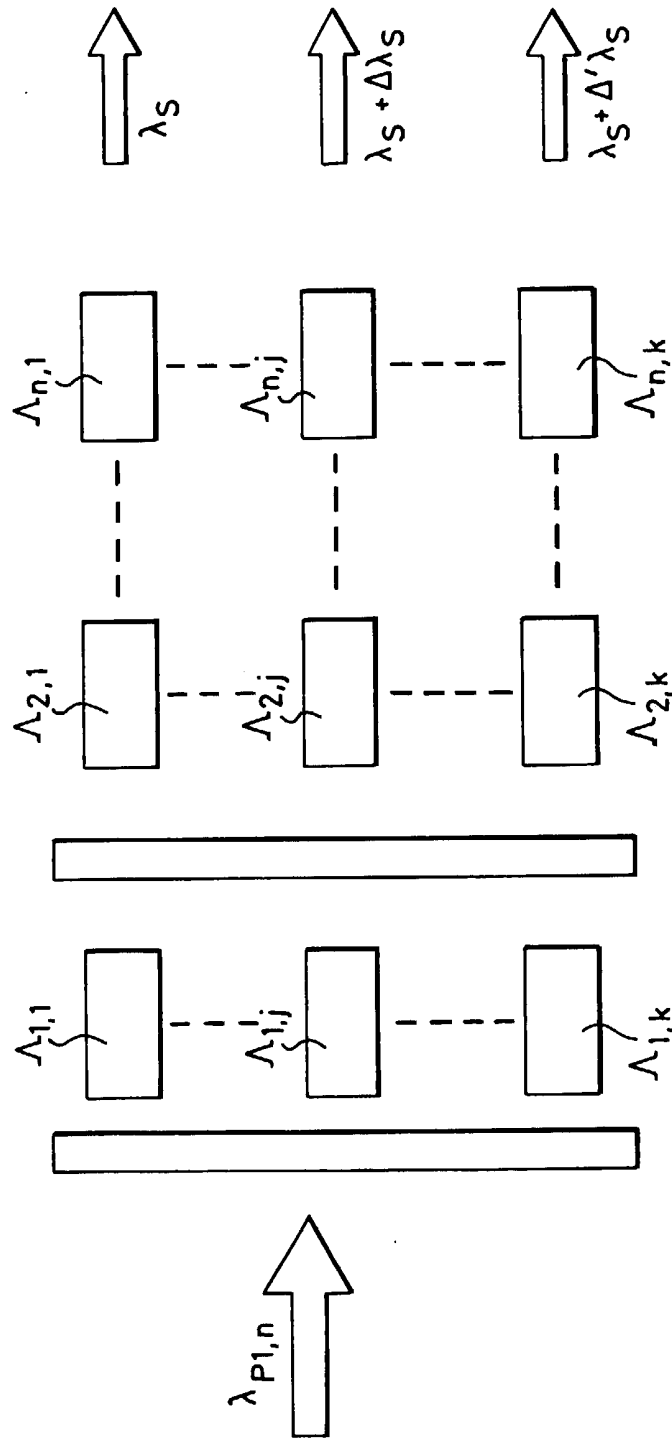 λP1,n
Λ1,1
Λ2,1
Λn,1
λS
Λ1,j
Λ2,j
Λn,j
λS + ΔλS
Λ1,k
Λ2,k
Λn,k
λS + Δ'λS